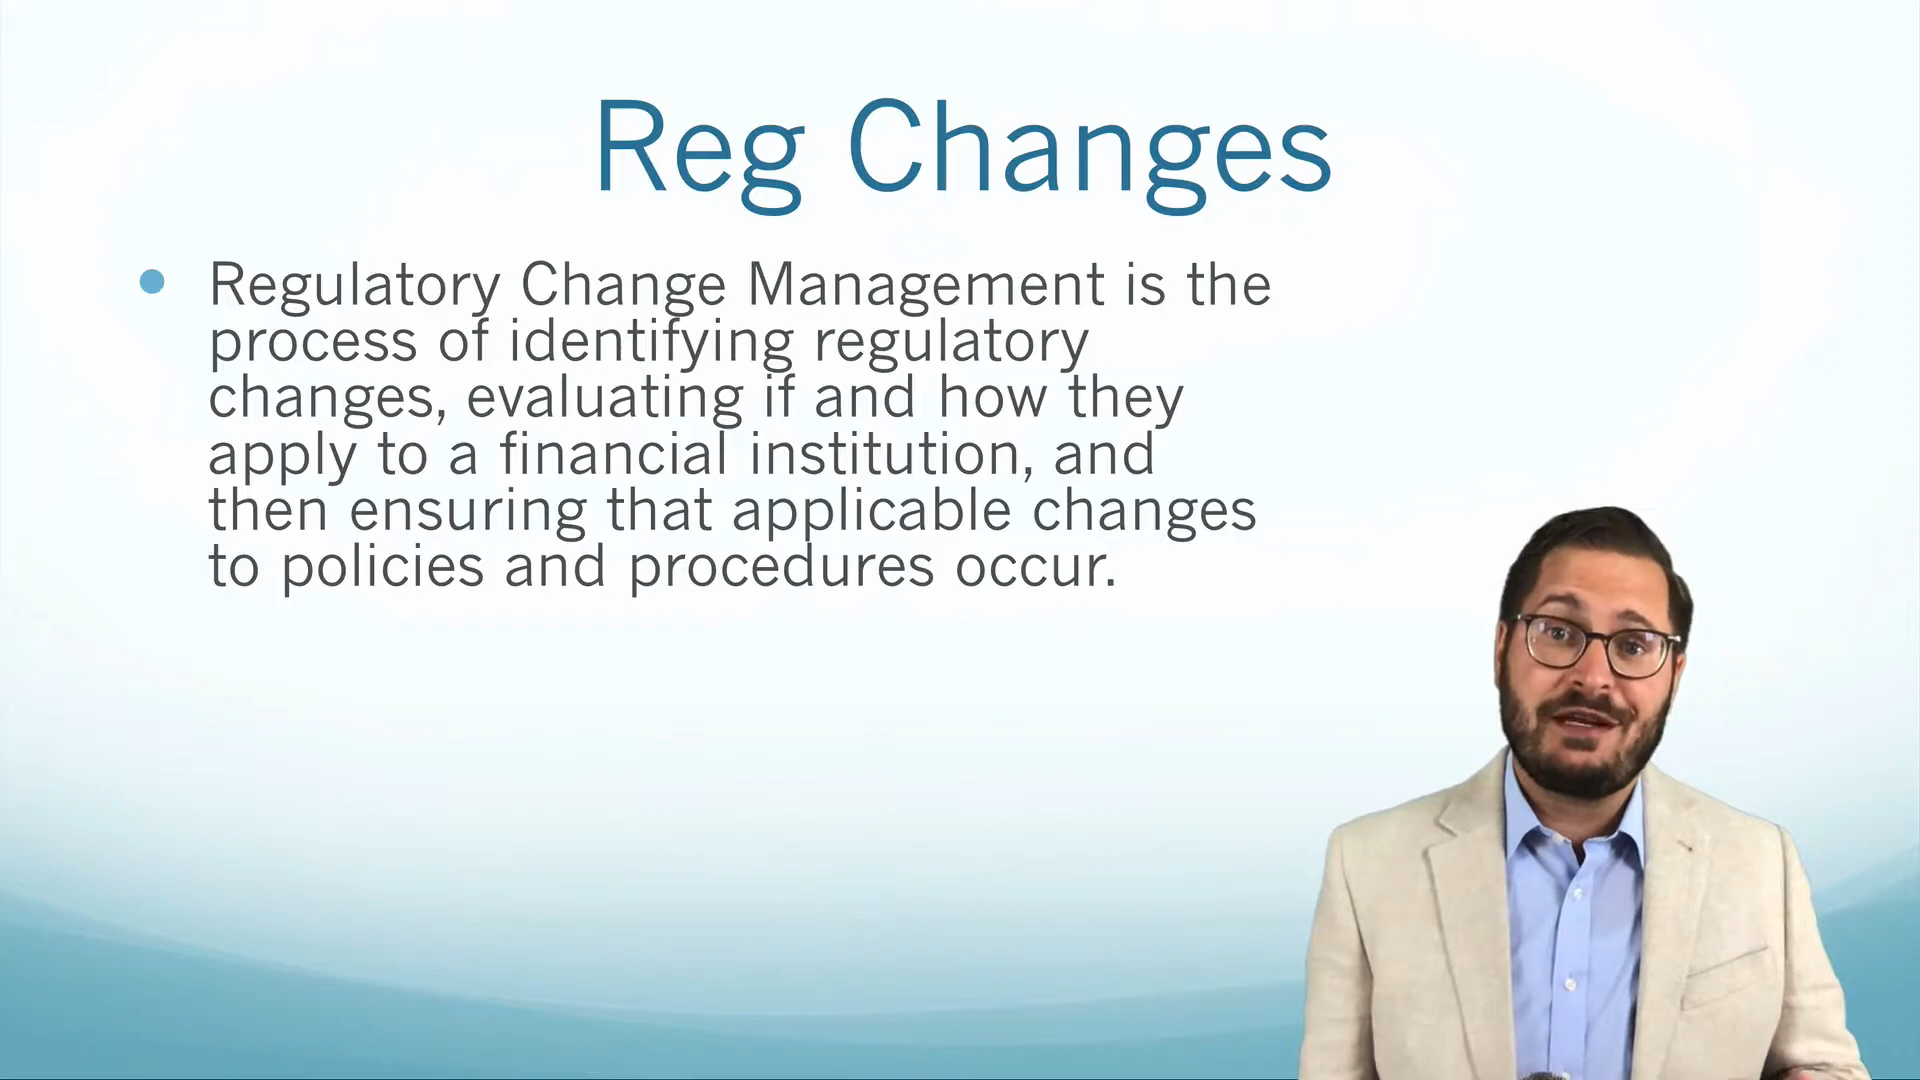 Reg Changes
Regulatory Change Management is the
process of identifying regulatory
changes, evaluating if and how they
apply to a financial institution, and
then ensuring that applicable changes
to policies and procedures occur.